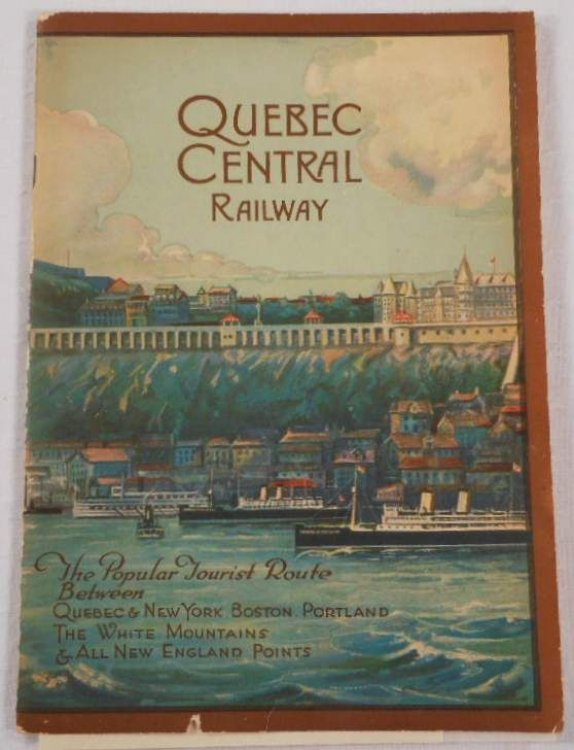 QUEBEC
CENTRAL
RAILWAY
The Popular Tourist Route
Between
QUEBEC & NEW YORK BOSTON. PORTLAND
THE WHITE MOUNTAINS
& ALL NEW ENGLAND POINTS